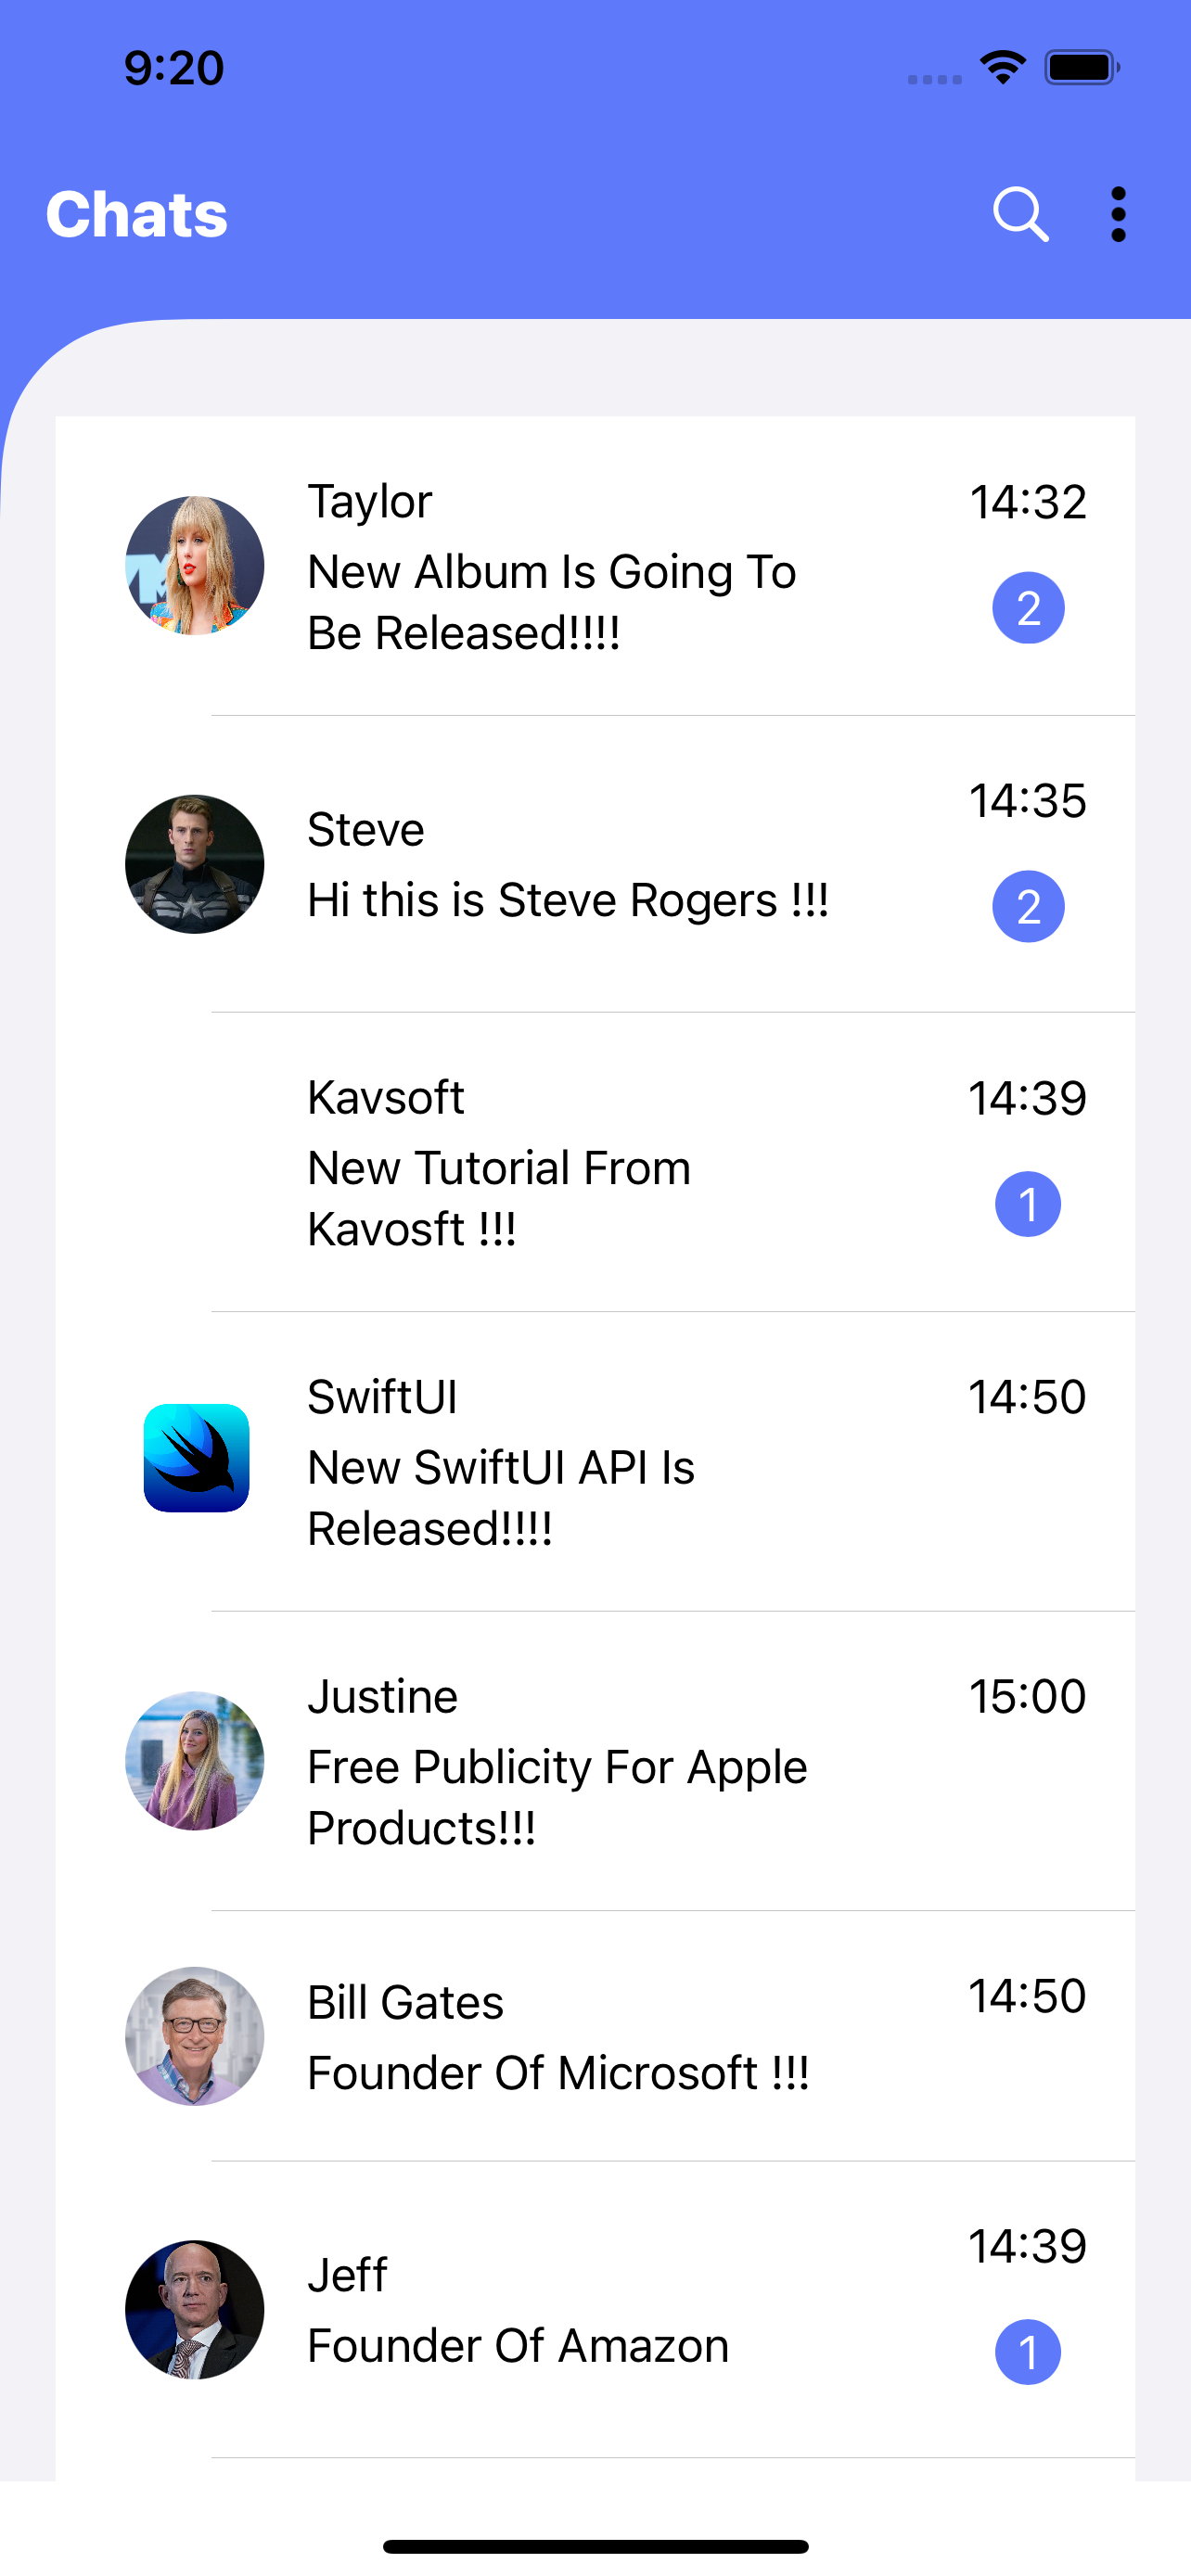 9:20
Chats
Taylor
14:32
New Album Is Going To
Be Released!!!!
2
14:35
Steve
Hi this is Steve Rogers !!!
2
Kavsoft
14:39
New Tutorial From
Kavosft !!!
1
SwiftUI
14:50
New SwiftUI API Is
Released!!!!
Justine
15:00
Free Publicity For Apple
Products!!!
Bill Gates
14:50
Founder Of Microsoft !!!
14:39
Jeff
Founder Of Amazon
1